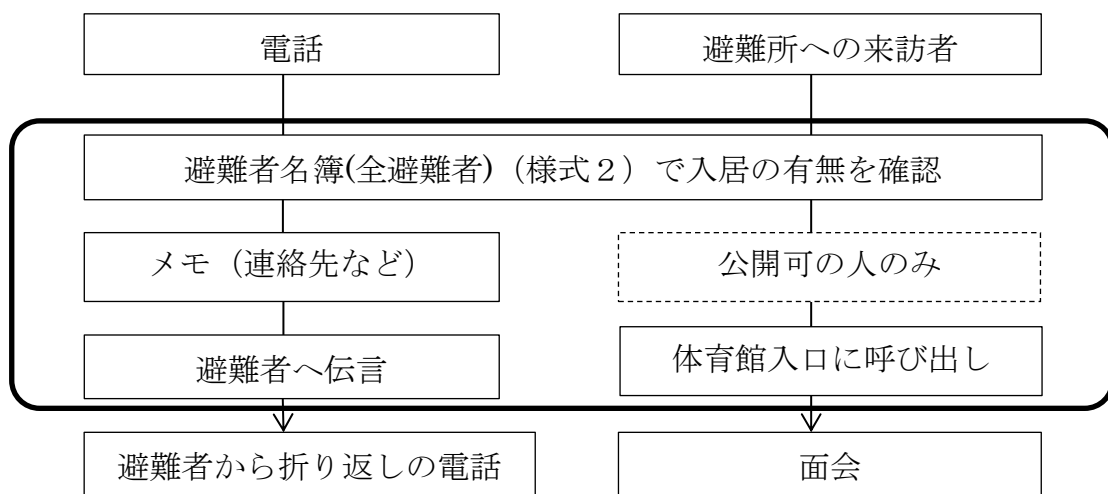 電話
避難所への来訪者
避難者名簿(全避難者)（様式２）で入居の有無を確認
メモ（連絡先など）
公開可の人のみ
避難者へ伝言
体育館入口に呼び出し
避難者から折り返しの電話
面会